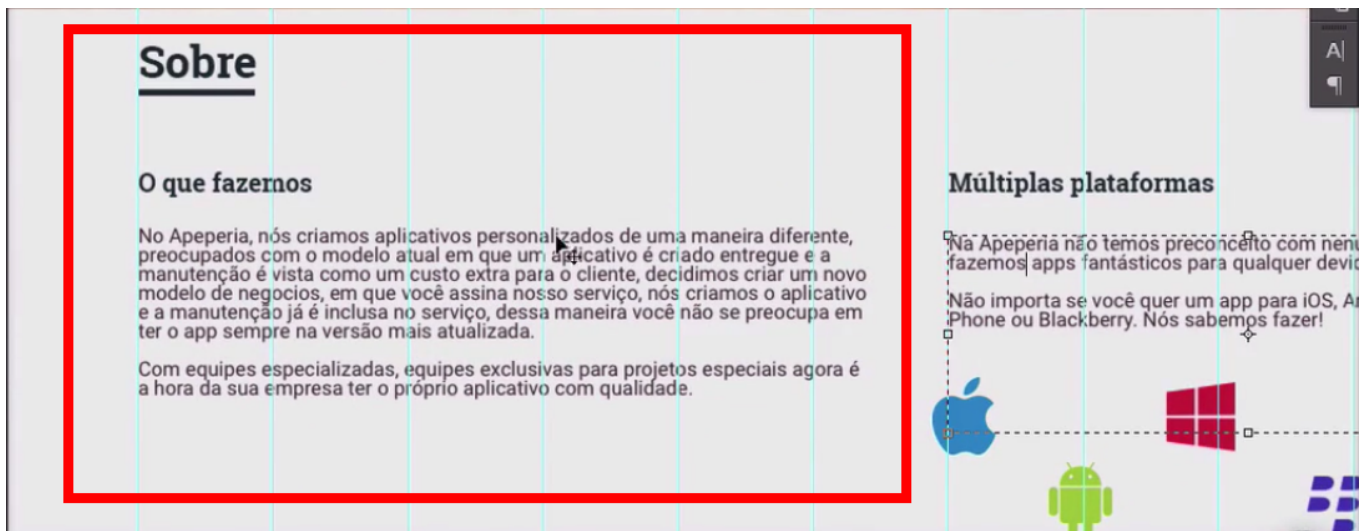 Sobre
O que fazemos
No Apeperia, nós criamos aplicativos personalizados de uma maneira diferente,
preocupados com o modelo atual em que um aplicativo é criado entregue e a
manutenção é vista como um custo extra para o cliente, decidimos criar um novo
modelo de negocios, em que você assina nosso serviço, nós criamos o aplicativo
e a manutenção já é inclusa no serviço, dessa maneira você não se preocupa em
ter o app sempre na versão mais atualizada.
Com equipes especializadas, equipes exclusivas para projetos especiais agora é
a hora da sua empresa ter o próprio aplicativo com qualidade.
Múltiplas plataformas
Na Apeperia não temos preconceito com
fazemos apps fantásticos para qualquer
Não importa se você quer um app para iOS,
Phone ou Blackberry. Nós sabemos fazer!